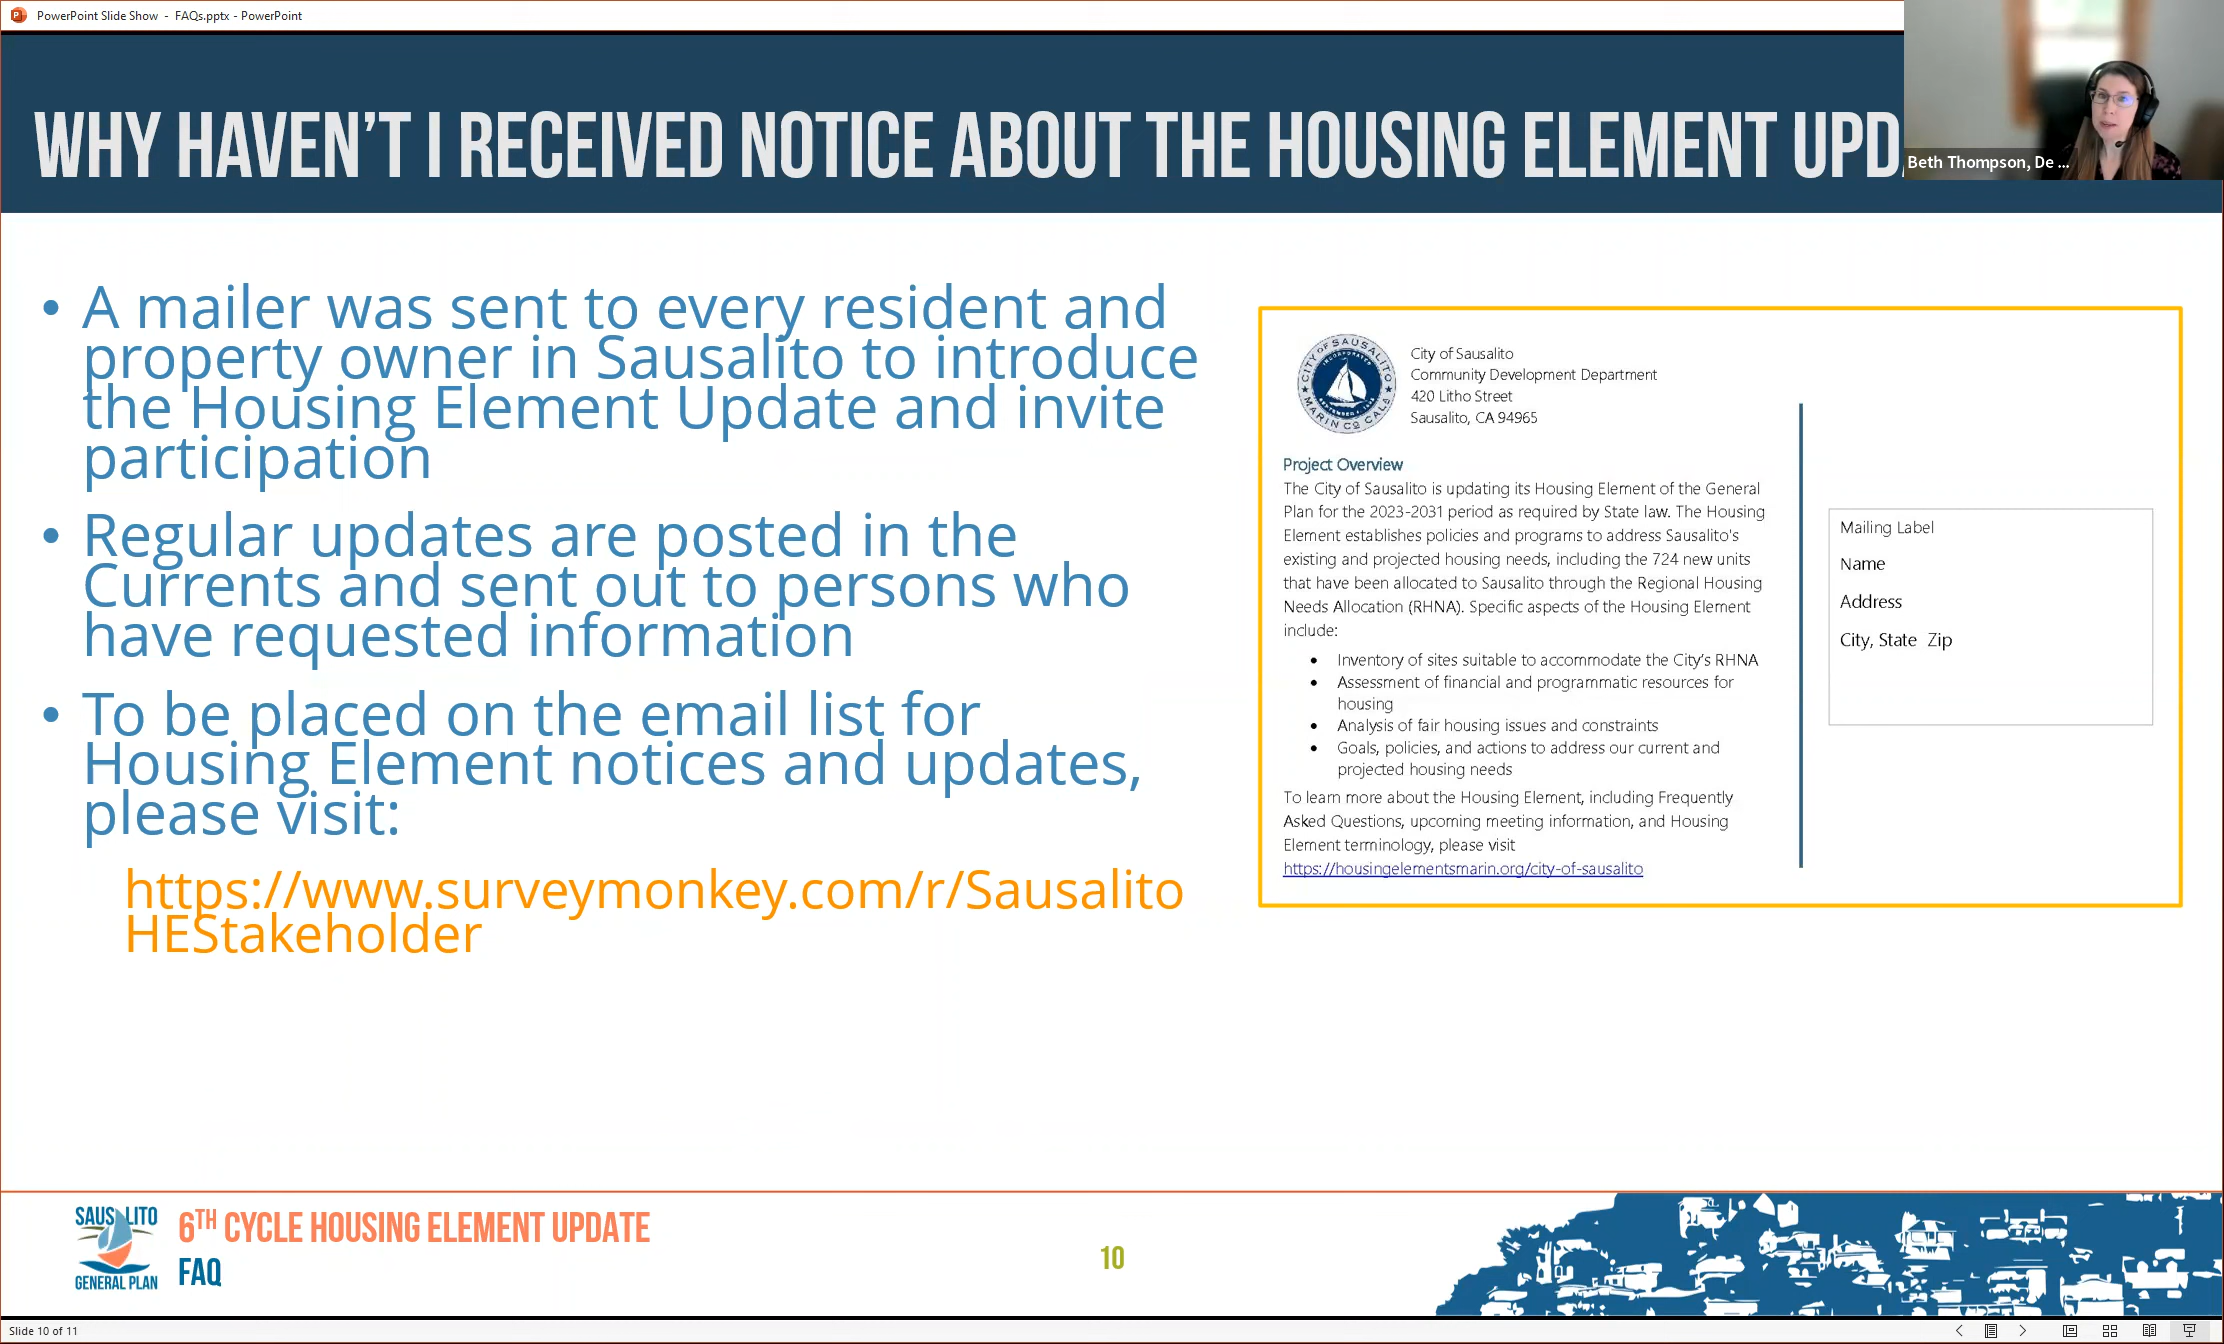 PowerPoint Slide Show - FAQs.pptx - PowerPoint
WHY HAVEN'T I RECEIVED NOTICE ABOUT THE HOUSING ELEMENT
Beth Thompson, De ...
• A mailer was sent to every resident and
property owner in Sausalito to introduce
the Housing Element Update and invite
participation
• Regular updates are posted in the
Currents and sent out to persons who
have requested information
• To be placed on the email list for
Housing Element notices and updates,
please visit:
https://www.surveymonkey.com/r/Sausalito
HEStakeholder
CITY OF SAUSALITO
INCORPORATED
MARIN CO CALA
City of Sausalito
Community Development Department
420 Litho Street
Sausalito, CA 94965
Project Overview
The City of Sausalito is updating its Housing Element of the General
Plan for the 2023-2031 period as required by State law. The Housing
Element establishes policies and programs to address Sausalito's
existing and projected housing needs, including the 724 new units
that have been allocated to Sausalito through the Regional Housing
Needs Allocation (RHNA). Specific aspects of the Housing Element
include:
• Inventory of sites suitable to accommodate the City's RHNA
• Assessment of financial and programmatic resources for
housing
• Analysis of fair housing issues and constraints
• Goals, policies, and actions to address our current and
projected housing needs
To learn more about the Housing Element, including Frequently
Asked Questions, upcoming meeting information, and Housing
Element terminology, please visit
https://housingelementsmarin.org/city-of-sausalito
Mailing Label
Name
Address
City, State Zip
SAUSALITO
GENERAL PLAN
6TH CYCLE HOUSING ELEMENT UPDATE
FAQ
10
Slide 10 of 11